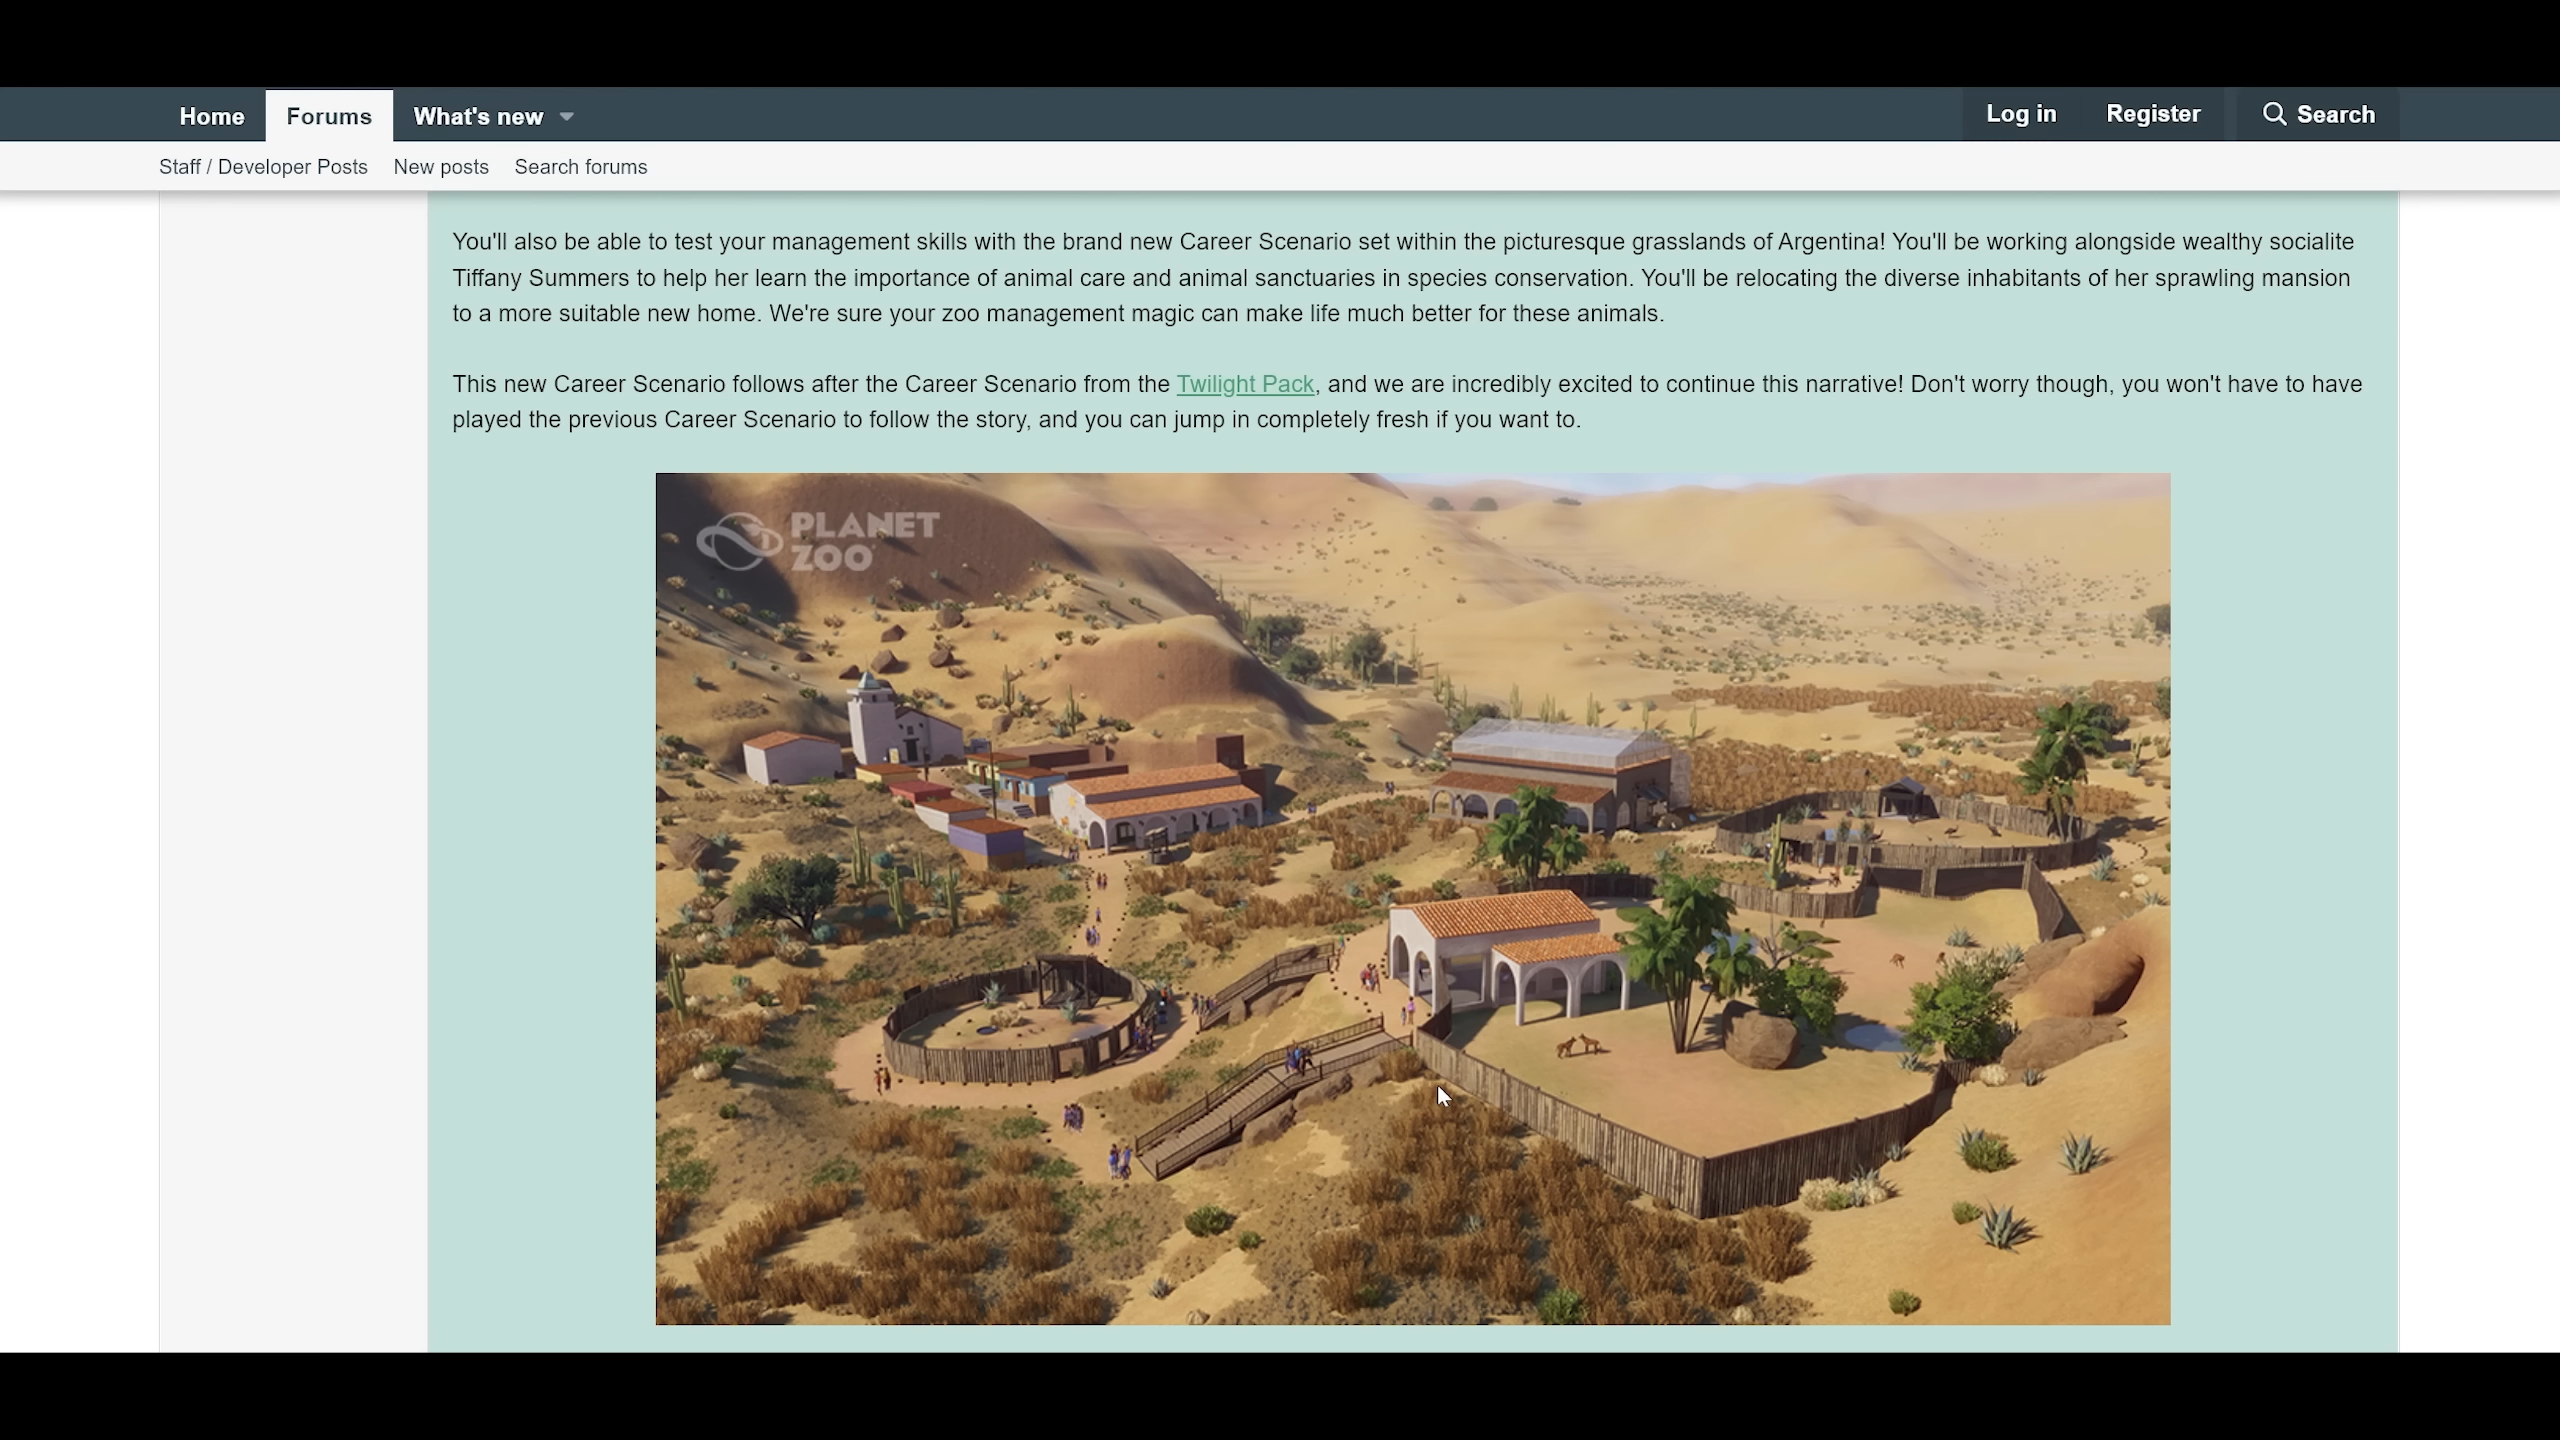 Home Forums What's new Log in Register Search
Staff / Developer Posts New posts Search forums
You'll also be able to test your management skills with the brand new Career Scenario set within the picturesque grasslands of Argentina! You'll be working alongside wealthy socialite
Tiffany Summers to help her learn the importance of animal care and animal sanctuaries in species conservation. You'll be relocating the diverse inhabitants of her sprawling mansion
to a more suitable new home. We're sure your zoo management magic can make life much better for these animals.
This new Career Scenario follows after the Career Scenario from the Twilight Pack, and we are incredibly excited to continue this narrative! Don't worry though, you won't have to have
played the previous Career Scenario to follow the story, and you can jump in completely fresh if you want to.
PLANET
ZOO